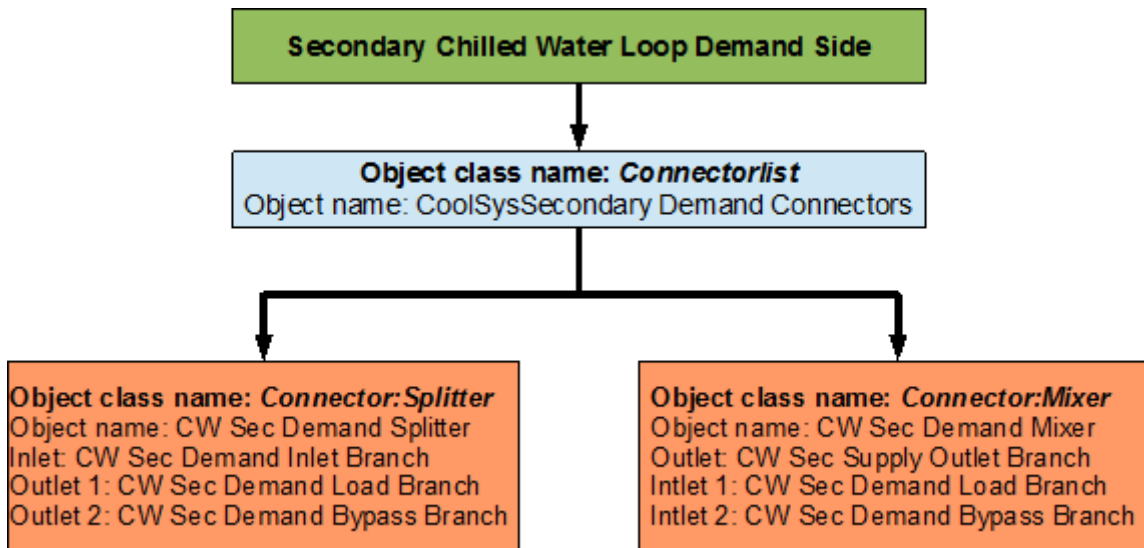 Secondary Chilled Water Loop Demand Side
Object class name: Connectorlist
Object name: CoolSysSecondary Demand Connectors
Object class name: Connector:Splitter
Object name: CW Sec Demand Splitter
Inlet: CW Sec Demand Inlet Branch
Outlet 1: CW Sec Demand Load Branch
Outlet 2: CW Sec Demand Bypass Branch
Object class name: Connector:Mixer
Object name: CW Sec Demand Mixer
Outlet: CW Sec Supply Outlet Branch
Intlet 1: CW Sec Demand Load Branch
Intlet 2: CW Sec Demand Bypass Branch